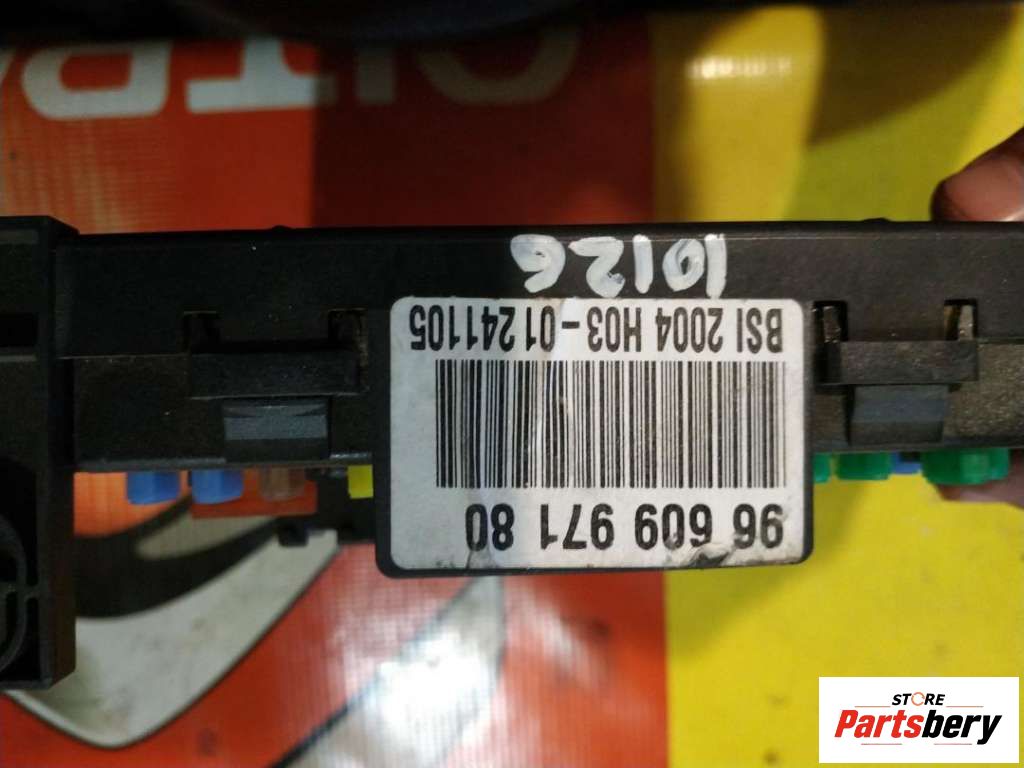 96 609 971 80
BSI 2004 H03-01 241105
10126
STORE
Partsbery